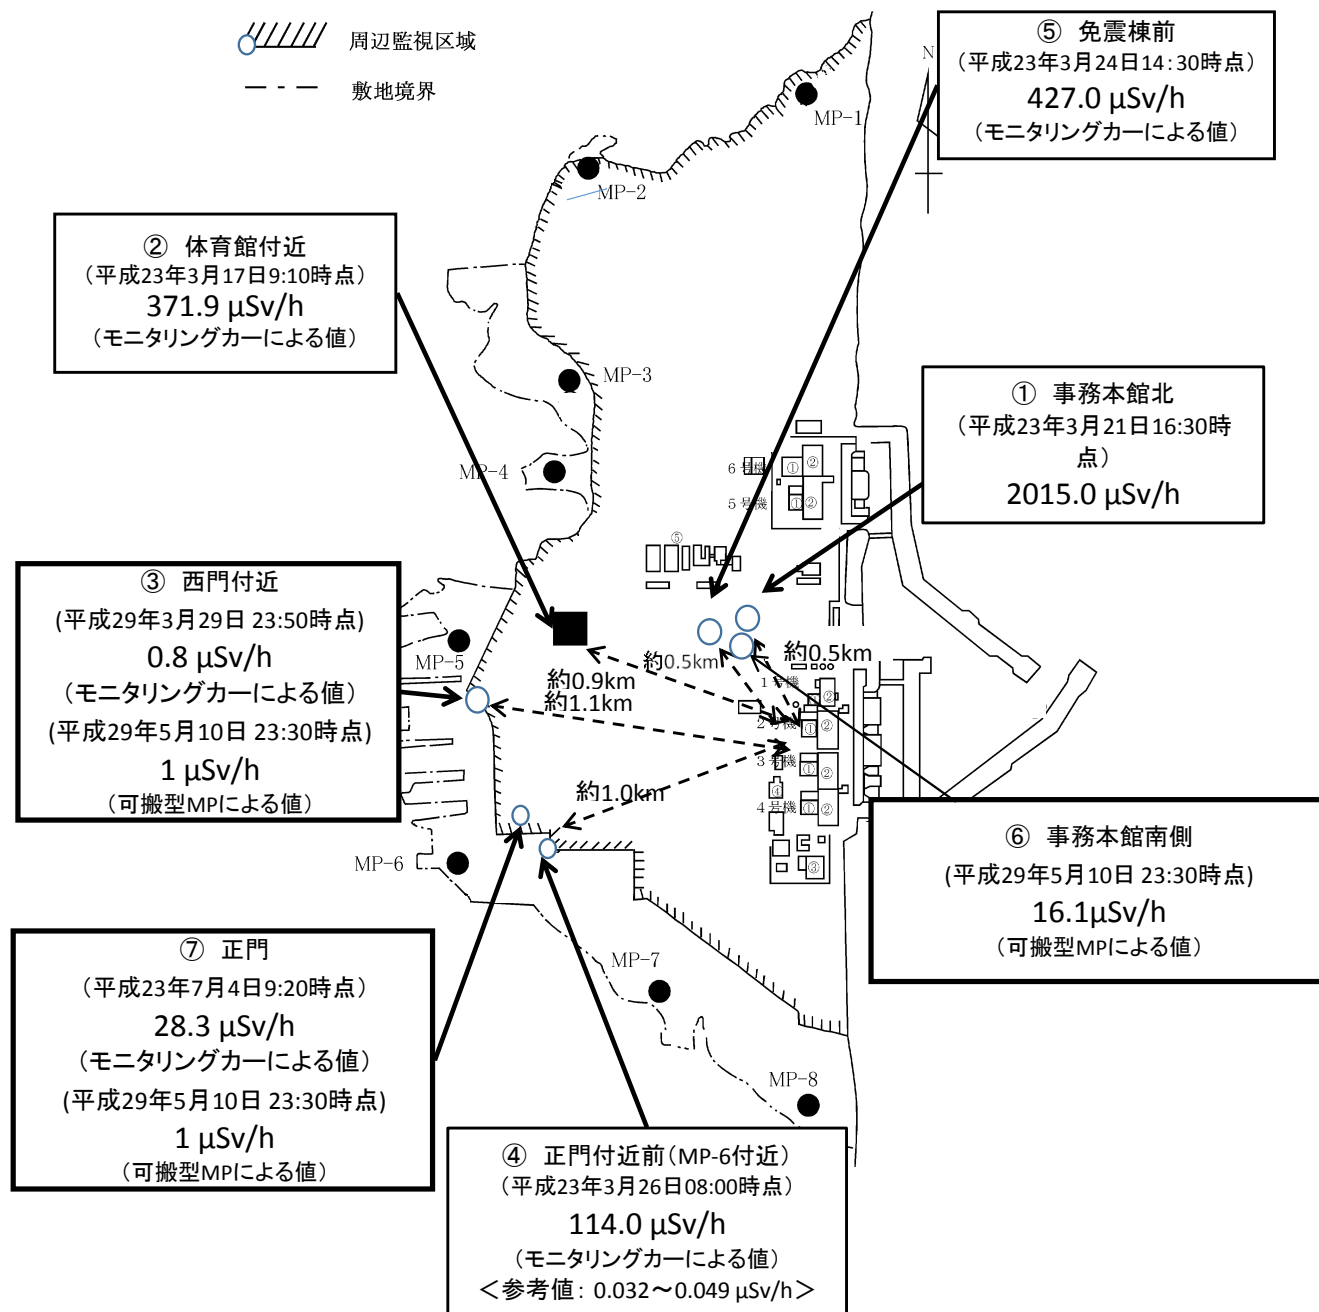 周辺監視区域
敷地境界
N
⑤ 免震棟前
(平成23年3月24日14:30時点)
427.0 µSv/h
(モニタリングカーによる値)
MP-1
MP-2
② 体育館付近
(平成23年3月17日9:10時点)
371.9 µSv/h
(モニタリングカーによる値)
MP-3
MP-4
① 事務本館北
(平成23年3月21日16:30時
点)
2015.0 µSv/h
6号機
①
②
5号機
①
②
⑤
③ 西門付近
(平成29年3月29日 23:50時点)
0.8 µSv/h
(モニタリングカーによる値)
(平成29年5月10日 23:30時点)
1 µSv/h
(可搬型MPによる値)
MP-5
約0.5km
約0.5km
約0.9km
約1.1km
約1.0km
1号機
②
2号機
①
②
3号機
①
②
④
4号機
①
②
③
MP-6
⑥ 事務本館南側
(平成29年5月10日 23:30時点)
16.1µSv/h
(可搬型MPによる値)
⑦ 正門
(平成23年7月4日9:20時点)
28.3 µSv/h
(モニタリングカーによる値)
(平成29年5月10日 23:30時点)
1 µSv/h
(可搬型MPによる値)
MP-7
MP-8
④ 正門付近前(MP-6付近)
(平成23年3月26日08:00時点)
114.0 µSv/h
(モニタリングカーによる値)
<参考値: 0.032～0.049 µSv/h>